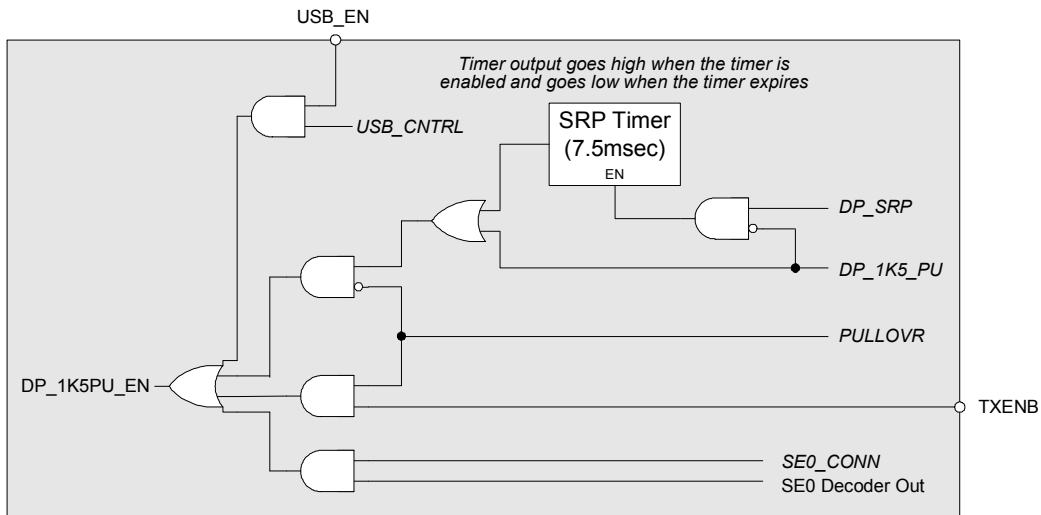 USB_EN
Timer output goes high when the timer is
enabled and goes low when the timer expires
SRP Timer
(7.5msec)
EN
USB_CNTRL
DP_SRP
DP_1K5_PU
PULLOVR
DP_1K5PU_EN
TXENB
SE0_CONN
SE0 Decoder Out